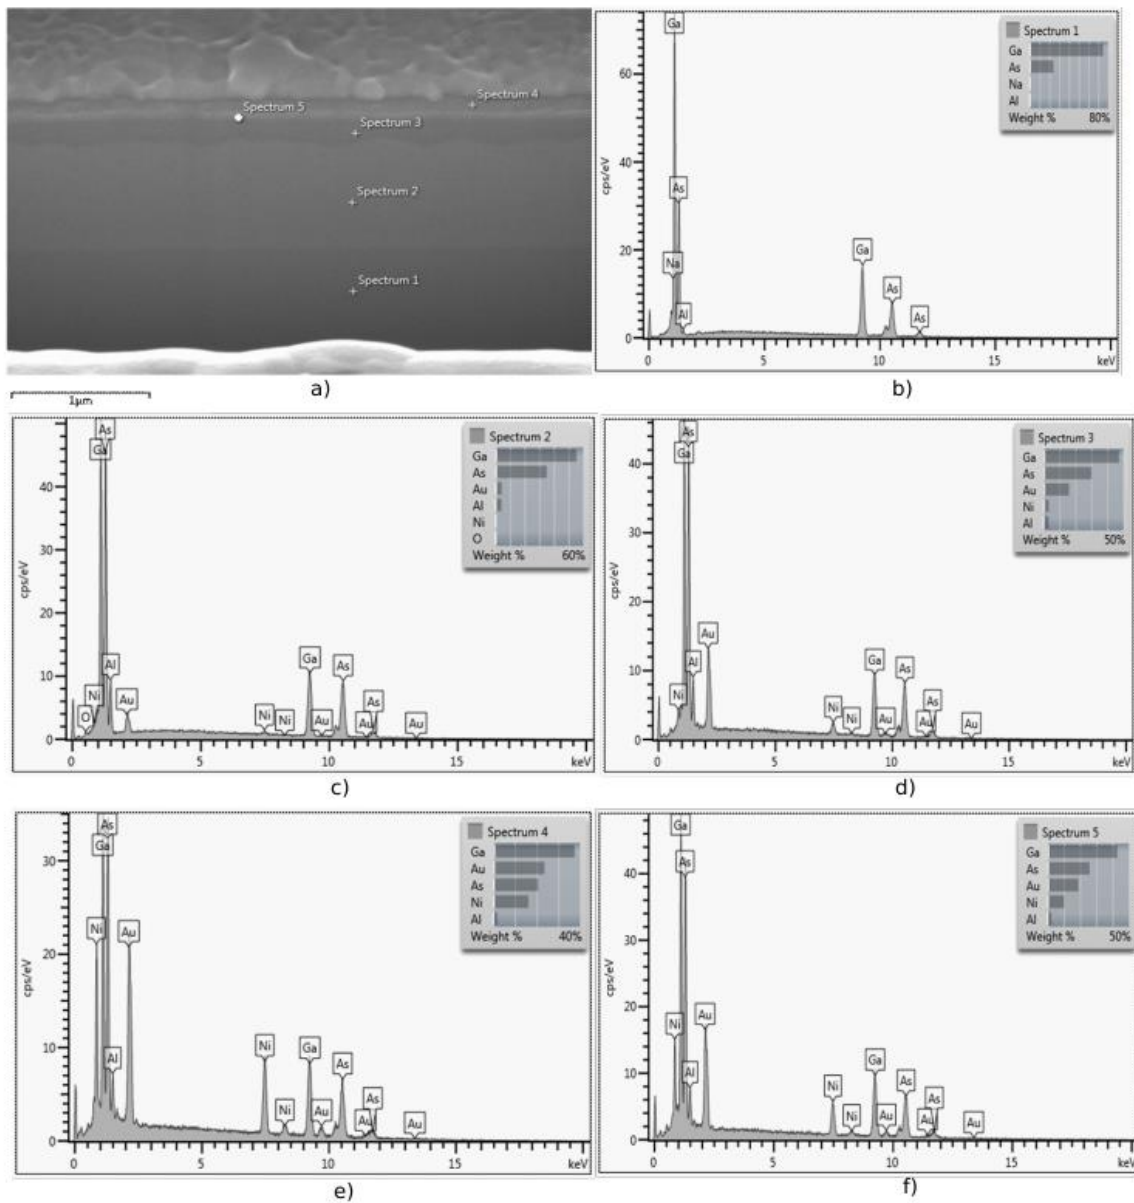 Spectrum 5
Spectrum 4
Spectrum 3
Spectrum 2
Spectrum 1
a)
1μm
Ga
As
Na
Al
Ga
As
As
60
40
20
0
cps/eV
0 5 10 15 keV
Spectrum 1
Ga
As
Na
Al
Weight % 80%
b)
As
Ga
Al
Ni
O
Au
Ni
Ni
Ga
Au
As
Au
As
Au
40
30
20
10
0
cps/eV
0 5 10 15 keV
Spectrum 2
Ga
As
Au
Al
Ni
O
Weight % 60%
c)
As
Ga
Au
Al
Ni
Ni
Ni
Ga
Au
As
Au
As
Au
40
30
20
10
0
cps/eV
0 5 10 15 keV
Spectrum 3
Ga
As
Au
Ni
Al
Weight % 50%
d)
As
Ga
Ni
Au
Al
Ni
Ni
Ga
Au
As
Au
As
Au
30
20
10
0
cps/eV
0 5 10 15 keV
Spectrum 4
Ga
Au
As
Ni
Al
Weight % 40%
e)
Ga
As
Ni
Au
Al
Ni
Ni
Ga
Au
As
Au
As
Au
40
30
20
10
0
cps/eV
0 5 10 15 keV
Spectrum 5
Ga
As
Au
Ni
Al
Weight % 50%
f)